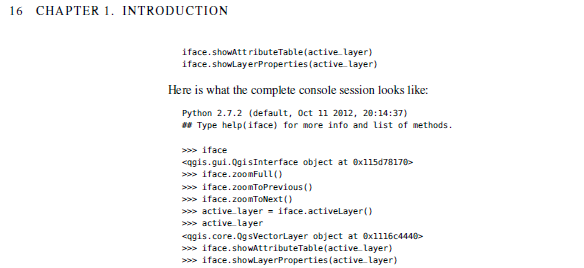 16 CHAPTER 1. INTRODUCTION
iface.showAttributeTable(active_layer)
iface.showLayerProperties(active_layer)
Here is what the complete console session looks like:
Python 2.7.2 (default, Oct 11 2012, 20:14:37)
## Type help(iface) for more info and list of methods.
>>> iface
<qgis.gui.QgisInterface object at 0x115d78170>
>>> iface.zoomFull()
>>> iface.zoomToPrevious()
>>> iface.zoomToNext()
>>> active_layer = iface.activeLayer()
>>> active_layer
<qgis.core.QgsVectorLayer object at 0x1116c4440>
>>> iface.showAttributeTable(active_layer)
>>> iface.showLayerProperties(active_layer)